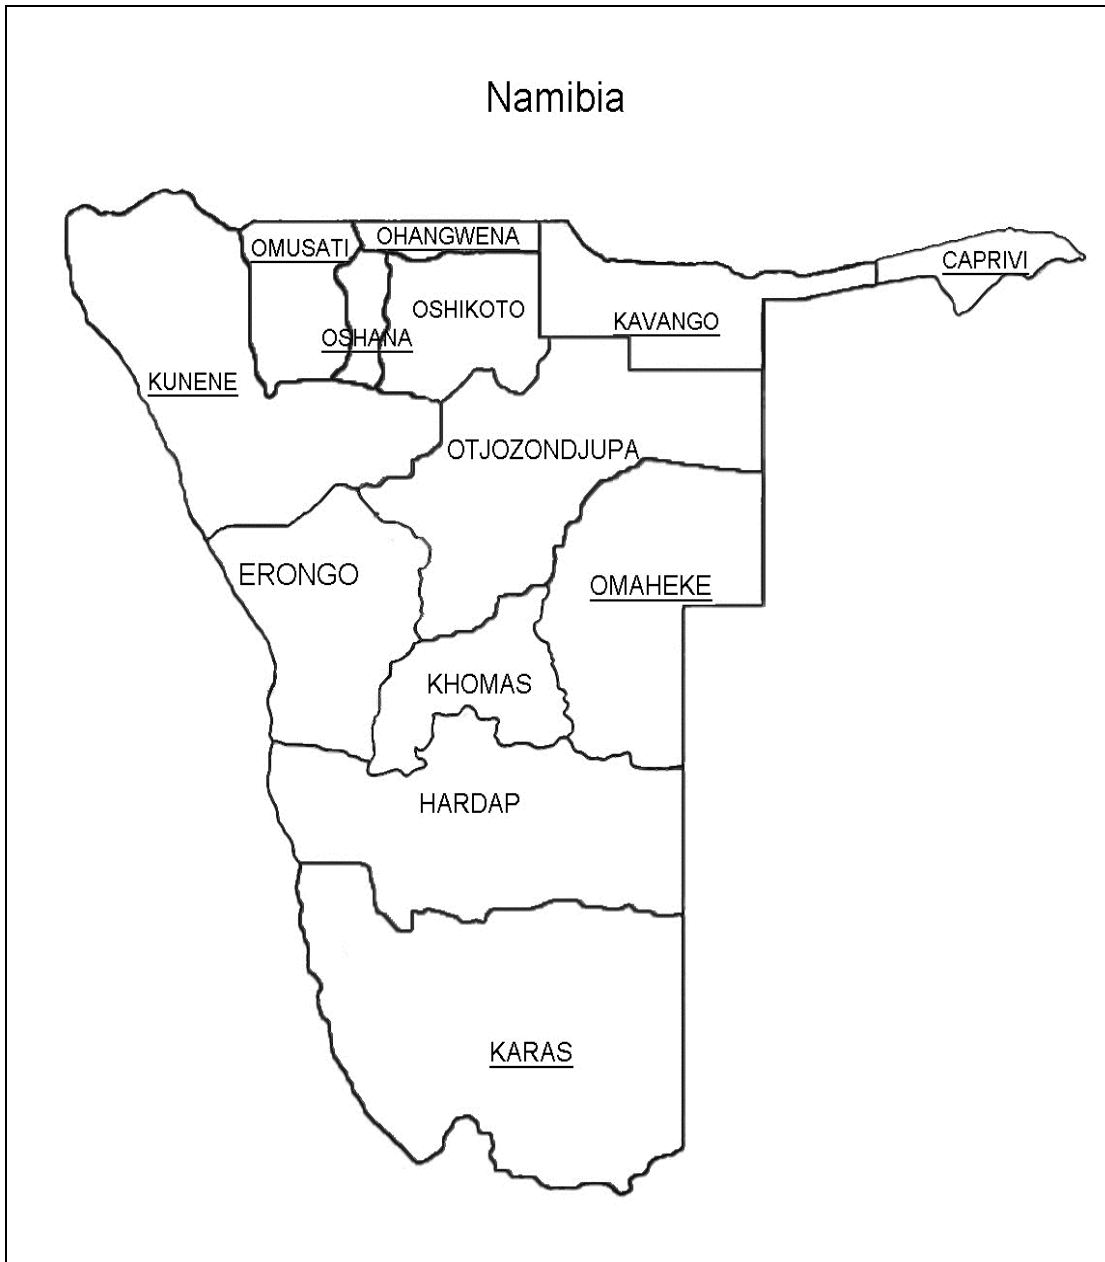 Namibia
OHANGWENA
OMUSATI
CAPRIVI
OSHIKOTO
KAVANGO
OSHANA
KUNENE
OTJOZONDJUPA
ERONGO
OMAHEKE
KHOMAS
HARDAP
KARAS